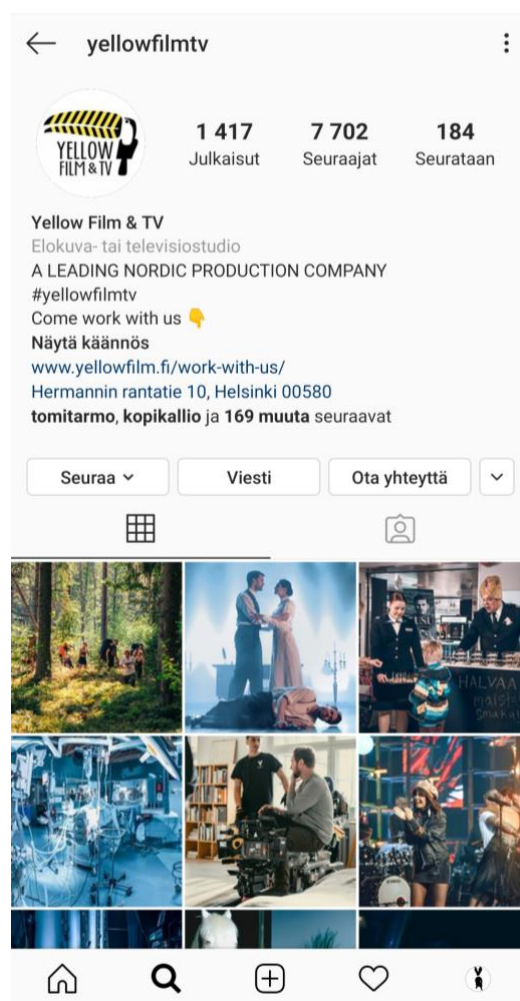 yellowfilmtv
YELLOW
FILM & TV
1 417
7 702
184
Julkaisut
Seuraajat
Seurataan
Yellow Film & TV
Elokuva- tai televisiostudio
A LEADING NORDIC PRODUCTION COMPANY
#yellowfilmtv
Come work with us 👇
Näytä käännös
www.yellowfilm.fi/work-with-us/
Hermannin rantatie 10, Helsinki 00580
tomitarmo, kopikallio ja 169 muuta seuraavat
Seuraa
Viesti
Ota yhteyttä
HALVAA